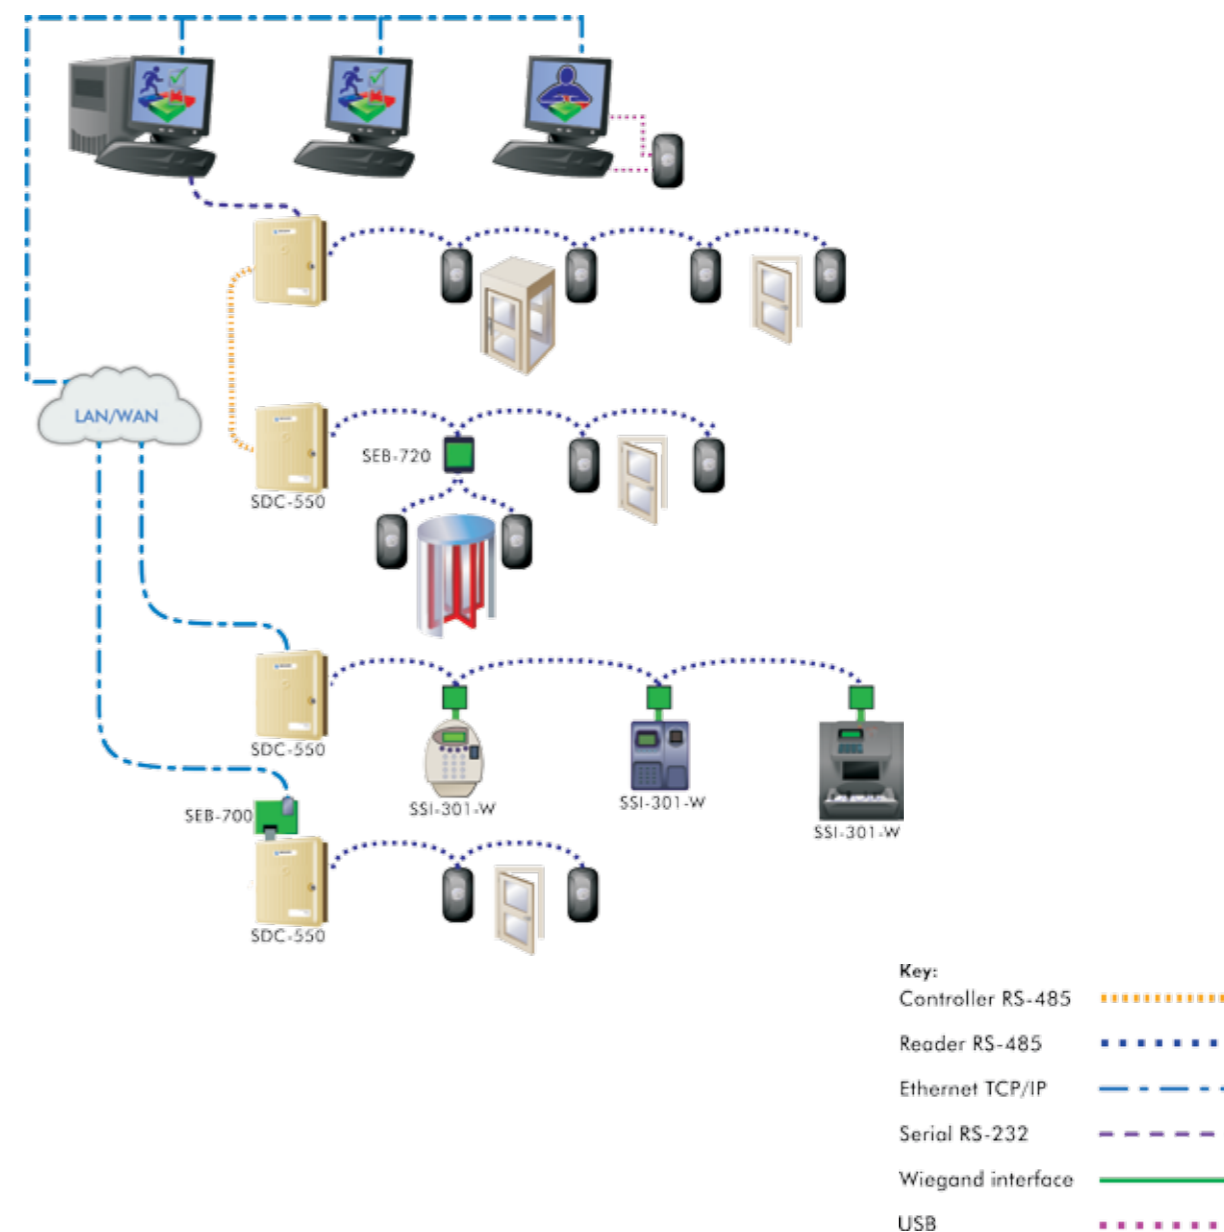 LAN/WAN
SEB-720
SDC-550
SDC-550
SSI-301-W
SSI-301-W
SSI-301-W
SEB-700
SDC-550
Key:
Controller RS-485
Reader RS-485
Ethernet TCP/IP
Serial RS-232
Wiegand interface
USB